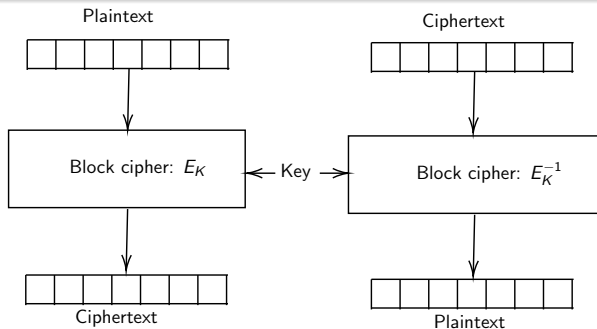 Plaintext
Block cipher: E_K
Ciphertext
Key
Ciphertext
Block cipher: E_K^{-1}
Plaintext